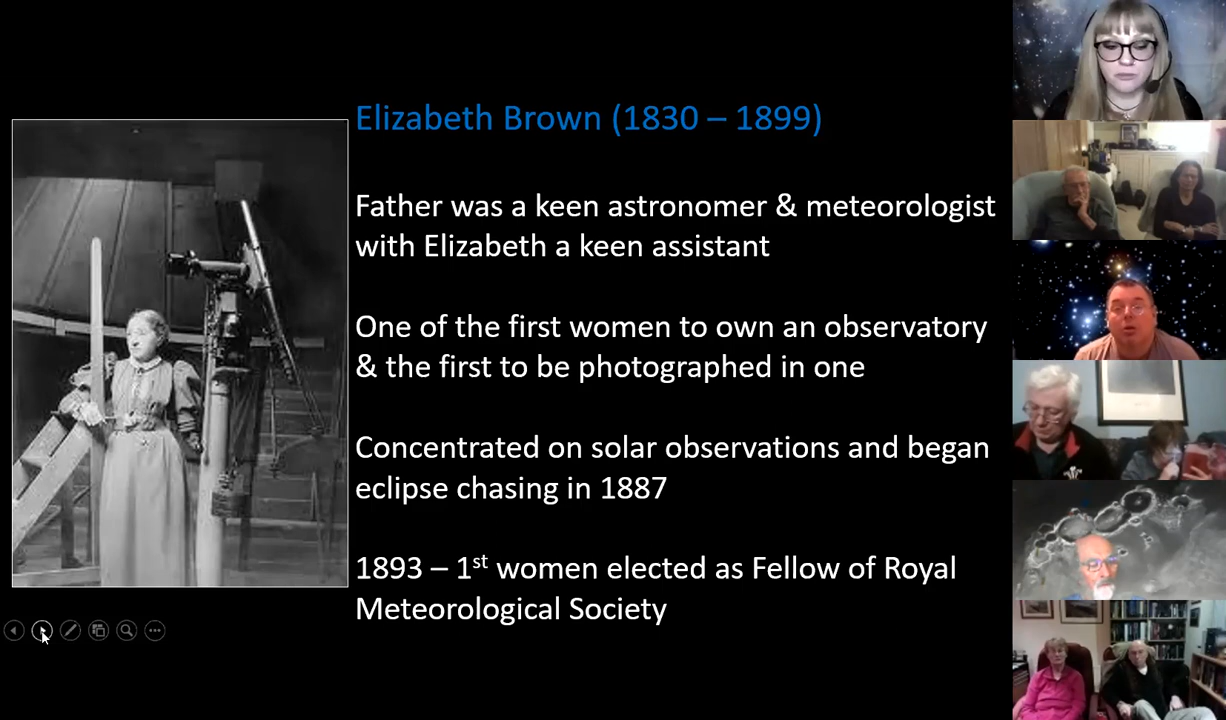 Elizabeth Brown (1830 – 1899)
Father was a keen astronomer & meteorologist
with Elizabeth a keen assistant
One of the first women to own an observatory
& the first to be photographed in one
Concentrated on solar observations and began
eclipse chasing in 1887
1893 – 1st women elected as Fellow of Royal
Meteorological Society